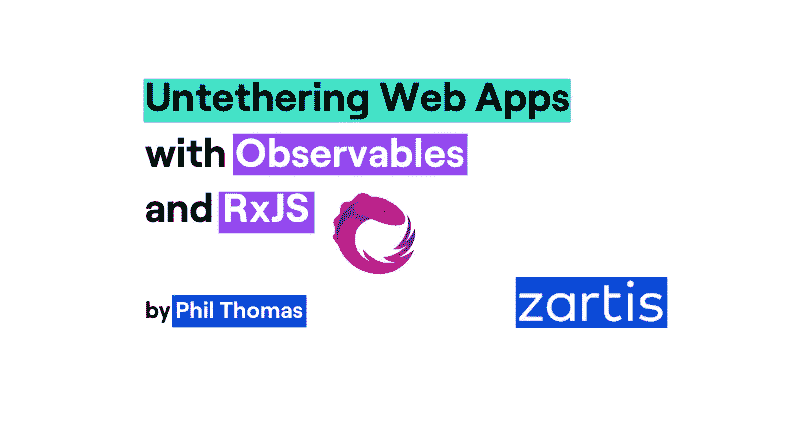 Untethering Web Apps
with Observables
and RxJS
by Phil Thomas
zartis